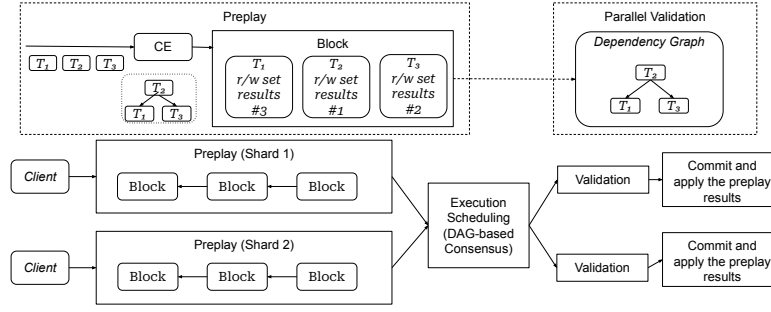 Preplay
Parallel Validation
CE
T1 T2 T3
T2
T1 T3
Block
T1
r/w set
results
#3
T2
r/w set
results
#1
T3
r/w set
results
#2
Dependency Graph
T2
T1 T3
Client
Preplay (Shard 1)
Block Block Block
Client
Preplay (Shard 2)
Block Block Block
Execution
Scheduling
(DAG-based
Consensus)
Validation
Commit and
apply the preplay
results
Validation
Commit and
apply the preplay
results